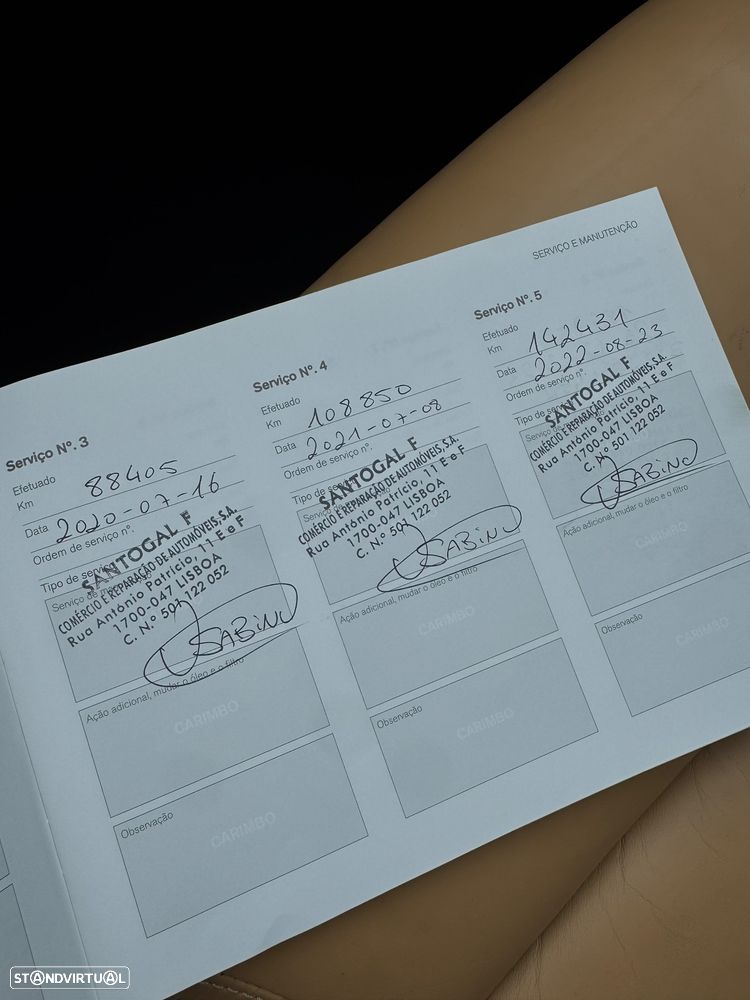 SERVIÇO E MANUTENÇÃO
Serviço Nº. 3
Efetuado
Km 88405
Data 2020-07-16
Ordem de serviço nº.
Tipo de
SANTOGAL F
COMÉRCIO E REPARAÇÃO DE AUTOMÓVEIS, S.A.
Rua António Patrício, 11 E e F
1700-047 LISBOA
C. N.º 501 122 052
SABINO
Ação adicional, mudar o óleo e o filtro
CARIMBO
Observação
CARIMBO
Serviço Nº. 4
Efetuado
Km 108850
Data 2021-07-08
Ordem de serviço nº.
Tipo de
SANTOGAL F
COMÉRCIO E REPARAÇÃO DE AUTOMÓVEIS, S.A.
Rua António Patrício, 11 E e F
1700-047 LISBOA
C. N.º 501 122 052
SABINO
Ação adicional, mudar o óleo e o filtro
CARIMBO
Observação
CARIMBO
Serviço Nº. 5
Efetuado
Km 142431
Data 2022-08-23
Ordem de serviço nº.
Tipo de
SANTOGAL F
COMÉRCIO E REPARAÇÃO DE AUTOMÓVEIS, S.A.
Rua António Patrício, 11 E e F
1700-047 LISBOA
C. N.º 501 122 052
SABINO
Ação adicional, mudar o óleo e o filtro
CARIMBO
Observação
CARIMBO
STANDVIRTUAL